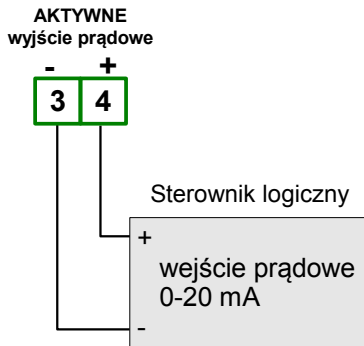 AKTYWNE
wyjście prądowe
- +
3 4
Sterownik logiczny
+
wejście prądowe
0-20 mA
-